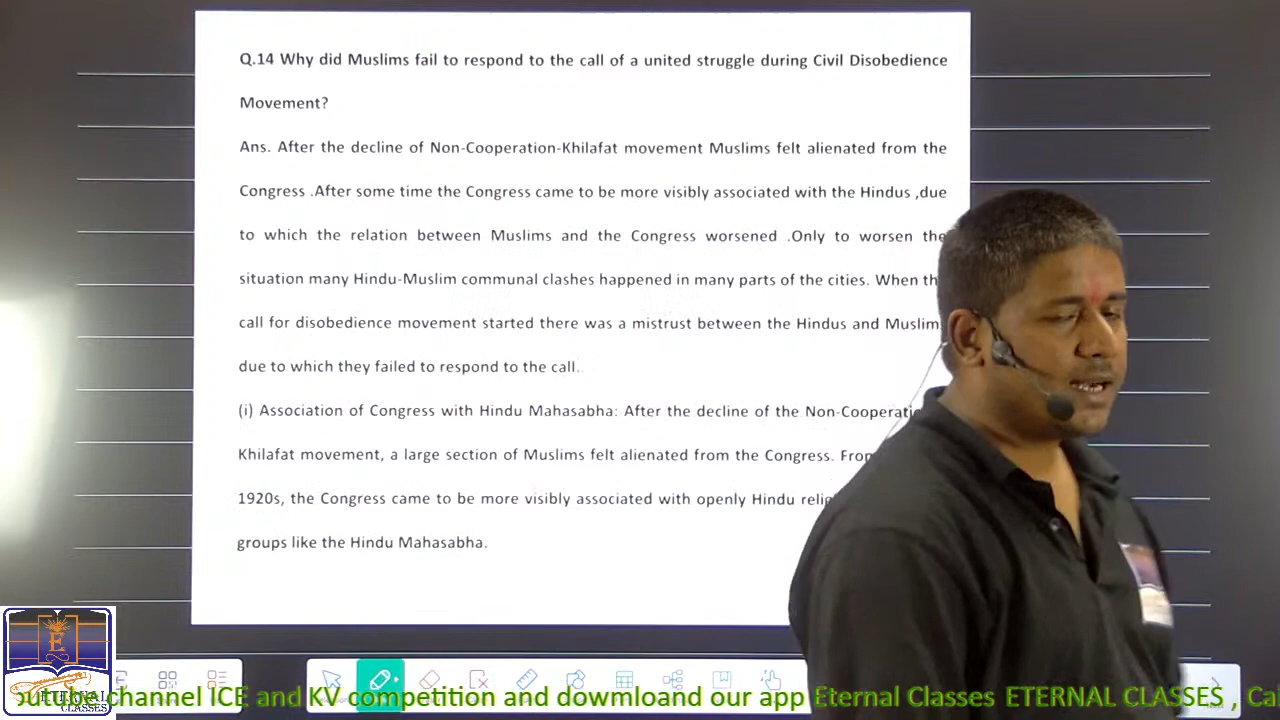 Q.14 Why did Muslims fail to respond to the call of a united struggle during Civil Disobedience
Movement?
Ans. After the decline of Non-Cooperation-Khilafat movement Muslims felt alienated from the
Congress .After some time the Congress came to be more visibly associated with the Hindus ,due
to which the relation between Muslims and the Congress worsened .Only to worsen the
situation many Hindu-Muslim communal clashes happened in many parts of the cities. When th
call for disobedience movement started there was a mistrust between the Hindus and Muslim
due to which they failed to respond to the call.
(i) Association of Congress with Hindu Mahasabha: After the decline of the Non-Cooperati
Khilafat movement, a large section of Muslims felt alienated from the Congress.
1920s, the Congress came to be more visibly associated with openly Hindu
groups like the Hindu Mahasabha.
E
ETERNAL
CLASSES
channel ICE and KV competition and dowmloand our app Eternal Classes ETERNAL CLASSES ,